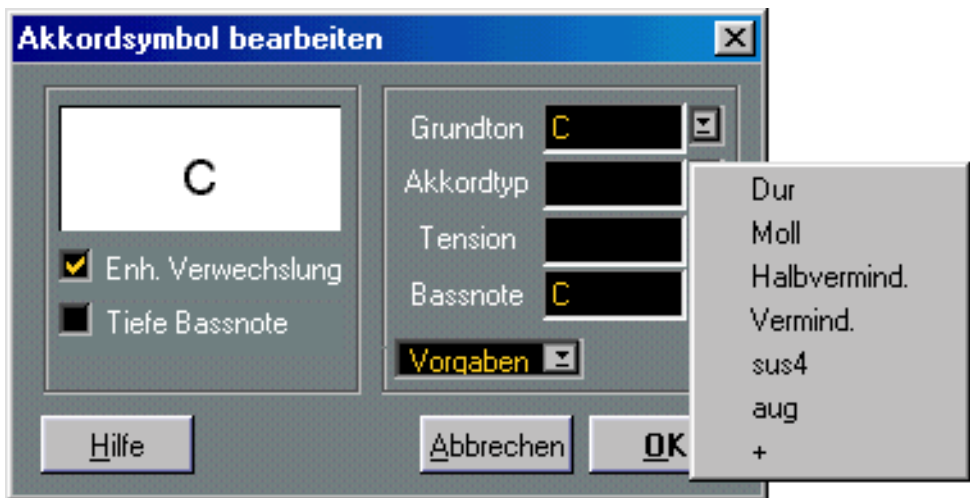 Akkordsymbol bearbeiten
C
Enh. Verwechslung
Tiefe Bassnote
Grundton C
Akkordtyp
Tension
Bassnote C
Vorgaben
Dur
Moll
Halbvermind.
Vermind.
sus4
aug
+
Hilfe
Abbrechen
OK